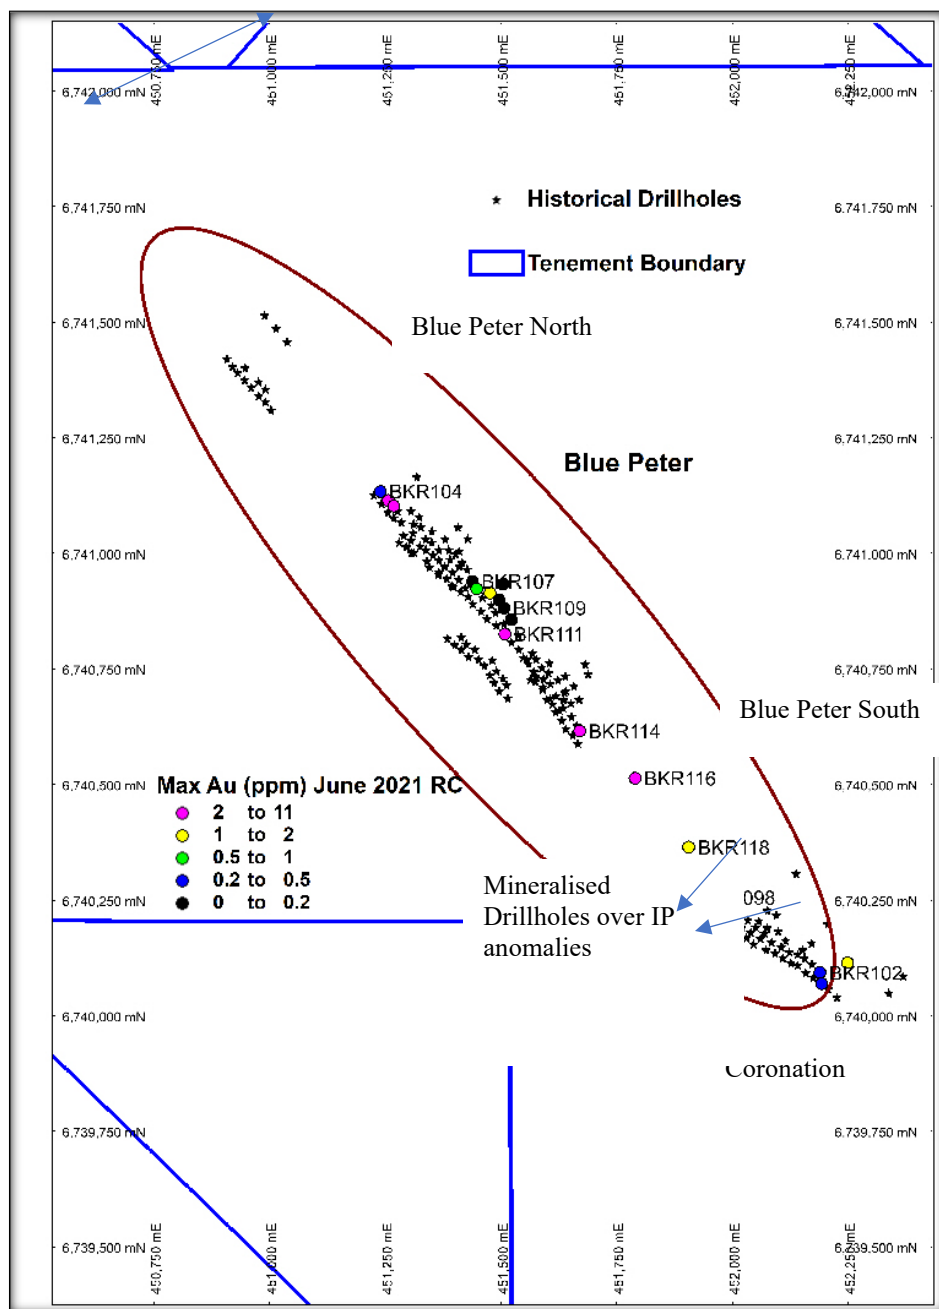 450,750 mE
451,000 mE
451,250 mE
451,500 mE
451,750 mE
452,000 mE
452,250 mE
6,742,000 mN
6,742,000 mN
Historical Drillholes
6,741,750 mN
6,741,750 mN
Tenement Boundary
6,741,500 mN
Blue Peter North
6,741,500 mN
6,741,250 mN
6,741,250 mN
Blue Peter
BKR104
6,741,000 mN
6,741,000 mN
BKR107
BKR109
BKR111
6,740,750 mN
6,740,750 mN
Blue Peter South
BKR114
BKR116
6,740,500 mN
6,740,500 mN
Max Au (ppm) June 2021 RC
2 to 11
1 to 2
0.5 to 1
0.2 to 0.5
0 to 0.2
BKR118
Mineralised
Drillholes over IP
anomalies
098
6,740,250 mN
6,740,250 mN
BKR102
6,740,000 mN
6,740,000 mN
Coronation
6,739,750 mN
6,739,750 mN
6,739,500 mN
6,739,500 mN
450,750 mE
451,000 mE
451,250 mE
451,500 mE
451,750 mE
452,000 mE
452,250 mE